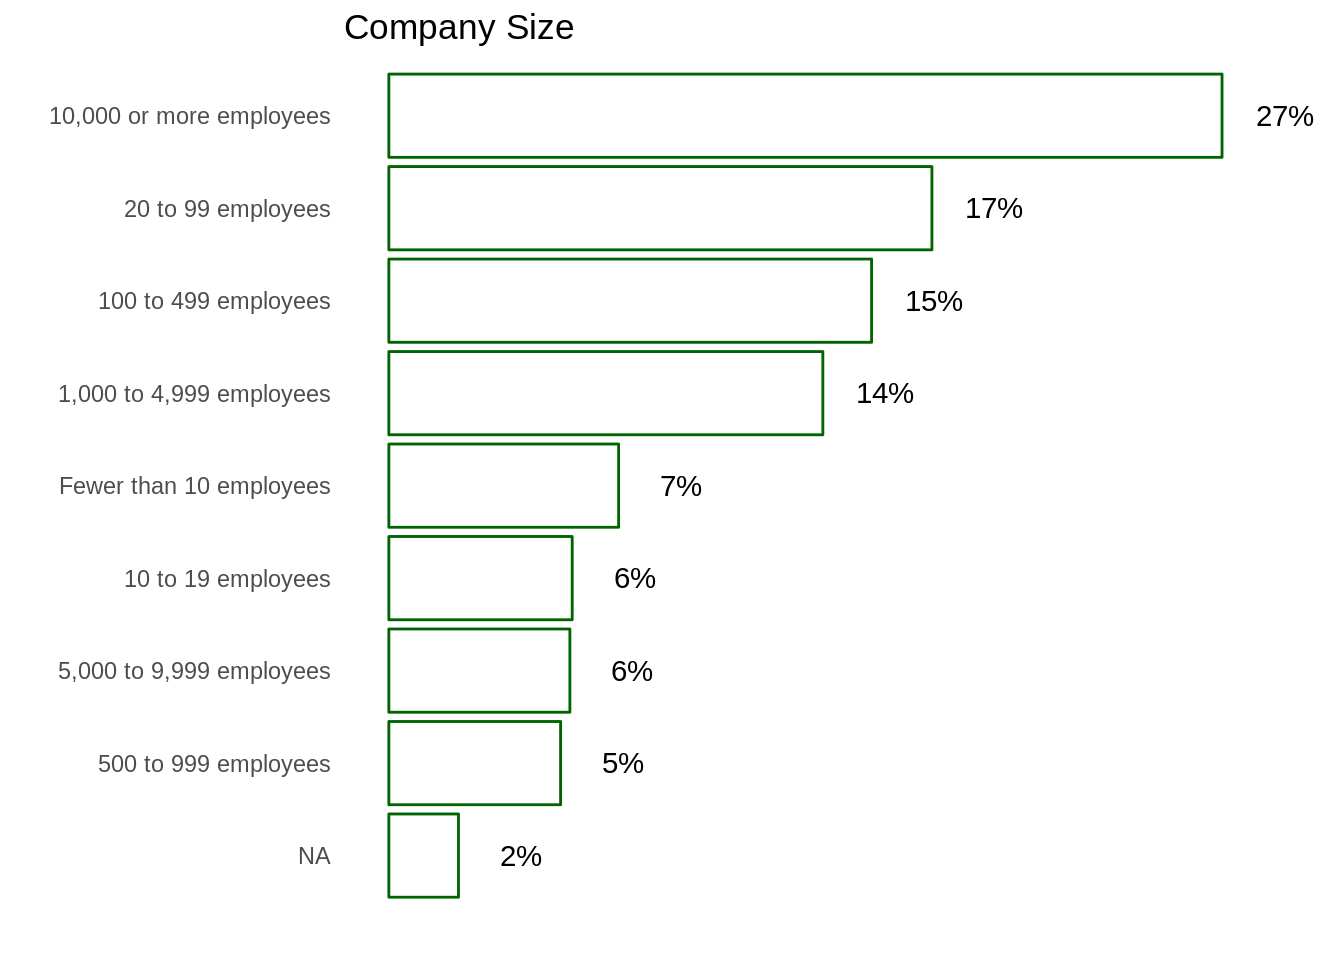 Company Size
10,000 or more employees 27%
20 to 99 employees 17%
100 to 499 employees 15%
1,000 to 4,999 employees 14%
Fewer than 10 employees 7%
10 to 19 employees 6%
5,000 to 9,999 employees 6%
500 to 999 employees 5%
NA 2%